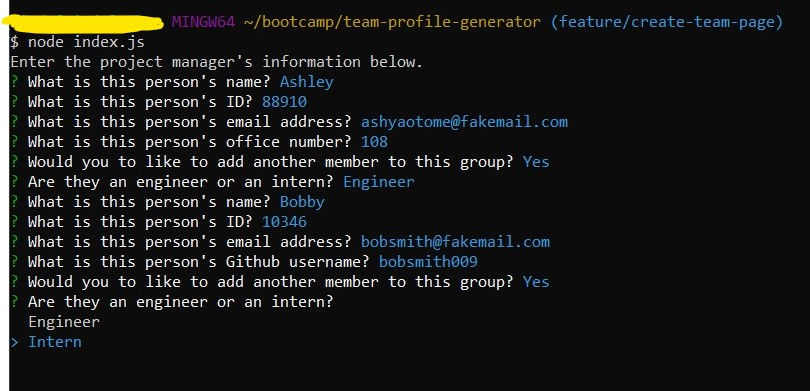 MINGW64 ~/bootcamp/team-profile-generator (feature/create-team-page)
$ node index.js
Enter the project manager's information below.
? What is this person's name? Ashley
? What is this person's ID? 88910
? What is this person's email address? ashyaotome@fakemail.com
? What is this person's office number? 108
? Would you to like to add another member to this group? Yes
? Are they an engineer or an intern? Engineer
? What is this person's name? Bobby
? What is this person's ID? 10346
? What is this person's email address? bobsmith@fakemail.com
? What is this person's Github username? bobsmith009
? Would you to like to add another member to this group? Yes
? Are they an engineer or an intern?
Engineer
> Intern